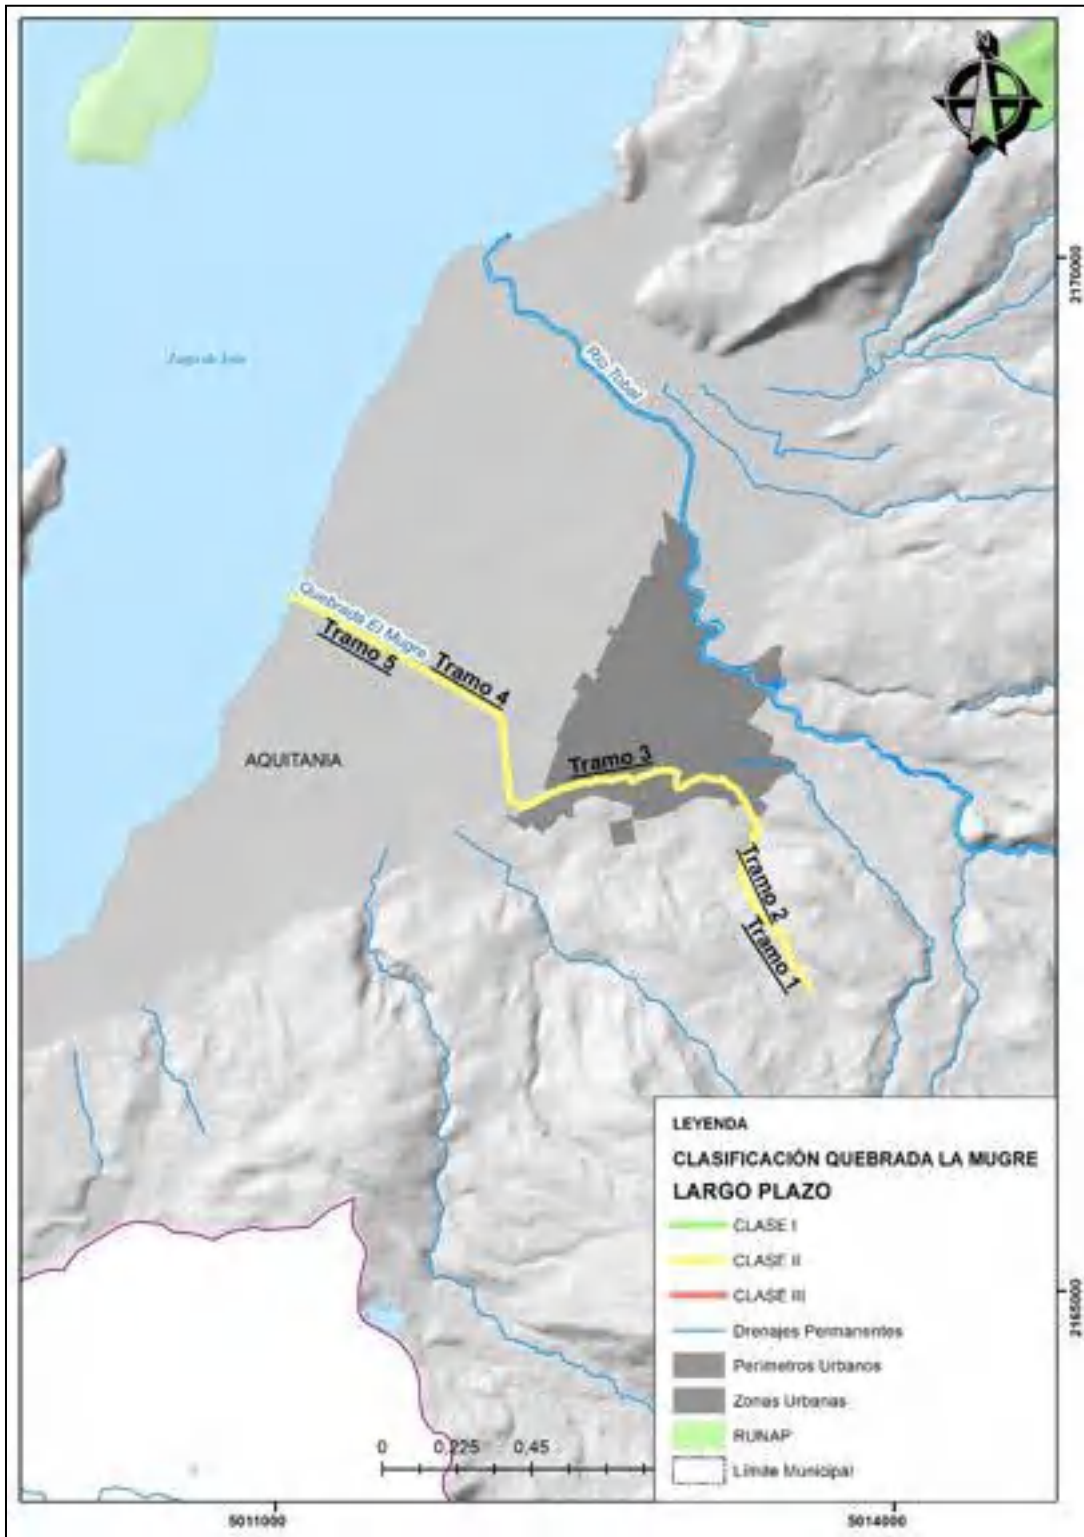 N
2170000
Lago de Tota
Río Tobal
Quebrada El Mugre
Tramo 5
Tramo 4
AQUITANIA
Tramo 3
Tramo 2
Tramo 1
LEYENDA
CLASIFICACIÓN QUEBRADA LA MUGRE
LARGO PLAZO
CLASE I
CLASE II
CLASE III
Drenajes Permanentes
Perimetros Urbanos
Zonas Urbanas
RUNAP
Límite Municipal
2165000
0 0,225 0,45
5011000
5014000